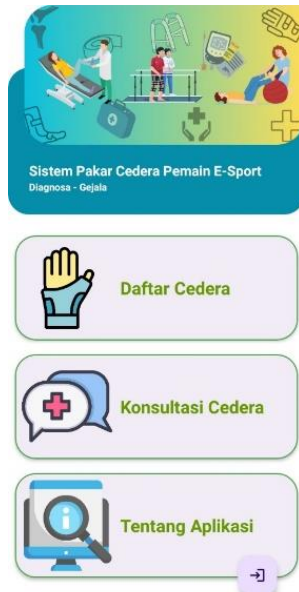 Sistem Pakar Cedera Pemain E-Sport
Diagnosa - Gejala
Daftar Cedera
Konsultasi Cedera
Tentang Aplikasi